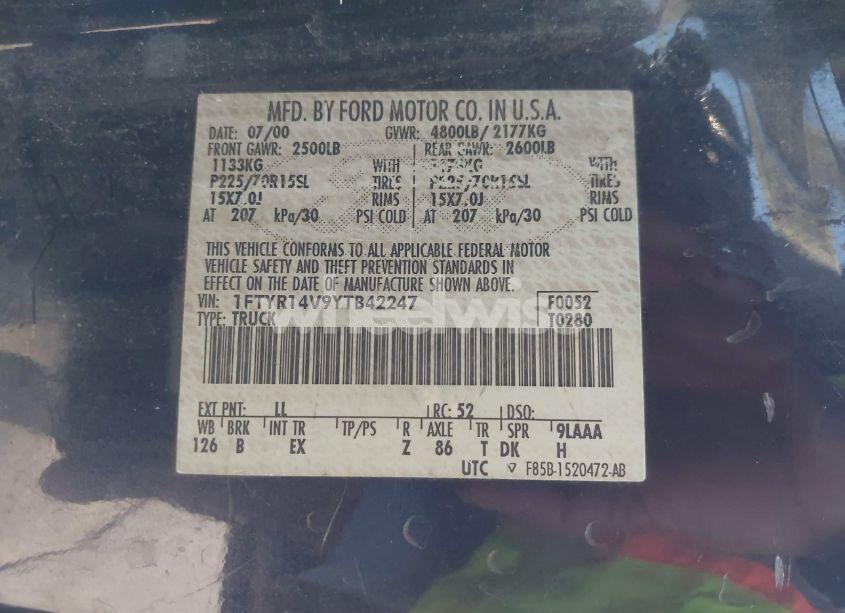 MFD. BY FORD MOTOR CO. IN U.S.A.
DATE: 07/00 GVWR: 4800LB/2177KG
FRONT GAWR: 2500LB REAR GAWR: 2600LB
1133KG WITH WITH
P225/70R15SL TIRES P225/70R15SL TIRES
15X7.0J RIMS 15X7.0J RIMS
AT 207 kPa/30 PSI COLD AT 207 kPa/30 PSI COLD
THIS VEHICLE CONFORMS TO ALL APPLICABLE FEDERAL MOTOR
VEHICLE SAFETY AND THEFT PREVENTION STANDARDS IN
EFFECT ON THE DATE OF MANUFACTURE SHOWN ABOVE.
VIN: 1FTYR14V9YTB42247 F0052
TYPE: TRUCK T0280
wheelwise
EXT PNT: LL RC: 52 DSO:
WB BRK INT TR TP/PS R AXLE TR SPR 9LAAA
126 B EX Z 86 T DK H
UTC F85B-1520472-AB